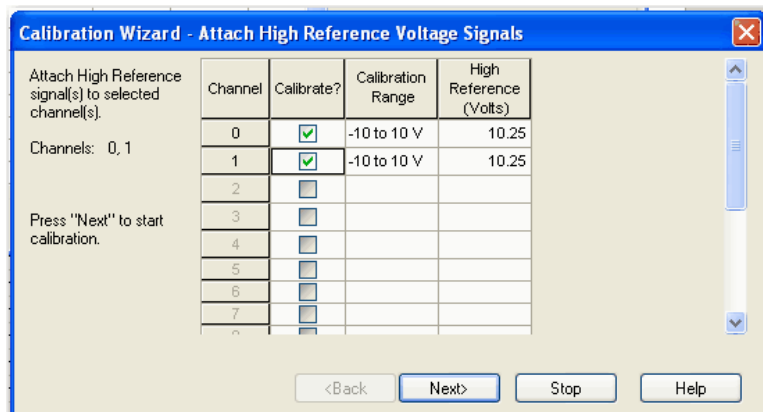 Calibration Wizard - Attach High Reference Voltage Signals
Attach High Reference
signal(s) to selected
channel(s).
Channels: 0, 1
Press "Next" to start
calibration.
Channel Calibrate? Calibration Range High Reference (Volts)
0 -10 to 10 V 10.25
1 -10 to 10 V 10.25
2
3
4
5
6
7
<Back Next> Stop Help